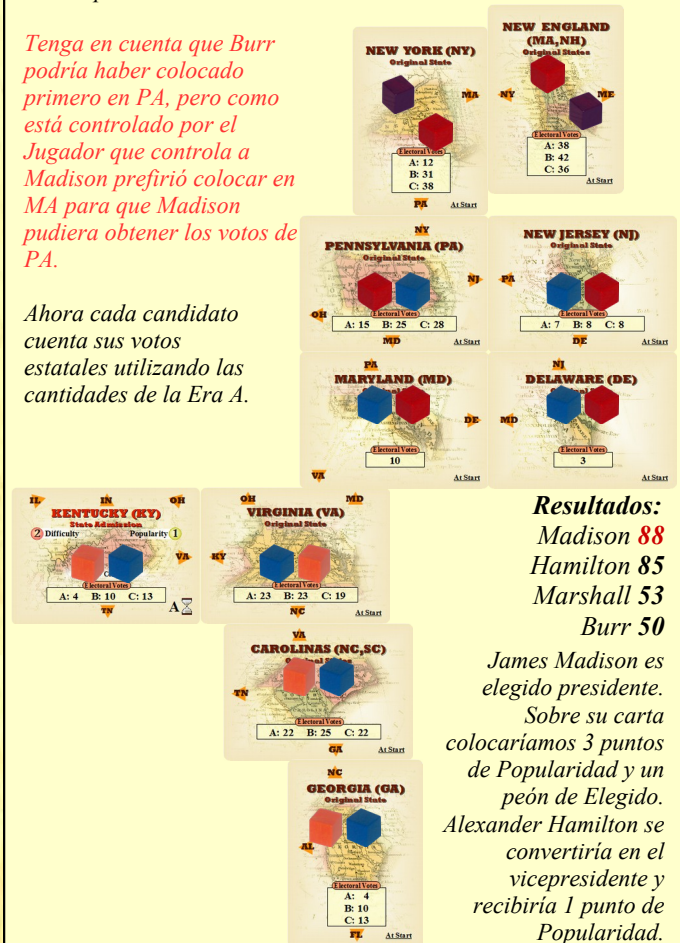 Tenga en cuenta que Burr
podría haber colocado
primero en PA, pero como
está controlado por el
Jugador que controla a
Madison prefirió colocar en
MA para que Madison
pudiera obtener los votos de
PA.
Ahora cada candidato
cuenta sus votos
estatales utilizando las
cantidades de la Era A.
NEW YORK (NY)
Original State
MA
Electoral Votes
A: 12
B: 31
C: 38
PA
At Start
NEW ENGLAND
(MA,NH)
Original States
NY
ME
Electoral Votes
A: 38
B: 42
C: 36
At Start
NY
PENNSYLVANIA (PA)
Original State
NJ
OH
Electoral Votes
A: 15 B: 25 C: 28
MD
At Start
NEW JERSEY (NJ)
Original State
PA
Electoral Votes
A: 7 B: 8 C: 8
DE
At Start
PA
MARYLAND (MD)
DE
Electoral Votes
10
VA
At Start
NJ
DELAWARE (DE)
MD
Electoral Votes
3
At Start
IL IN OH
KENTUCKY (KY)
State Admission
2 Difficulty Popularity 1
VA
Electoral Votes
A: 4 B: 10 C: 13
TN
A
OH MD
VIRGINIA (VA)
Original State
KY
Electoral Votes
A: 23 B: 23 C: 19
NC
At Start
VA
CAROLINAS (NC,SC)
TN
Electoral Votes
A: 22 B: 25 C: 22
GA
At Start
NC
GEORGIA (GA)
Original State
AL
Electoral Votes
A: 4
B: 10
C: 13
FL
At Start
Resultados:
Madison 88
Hamilton 85
Marshall 53
Burr 50
James Madison es
elegido presidente.
Sobre su carta
colocaríamos 3 puntos
de Popularidad y un
peón de Elegido.
Alexander Hamilton se
convertiría en el
vicepresidente y
recibiría 1 punto de
Popularidad.